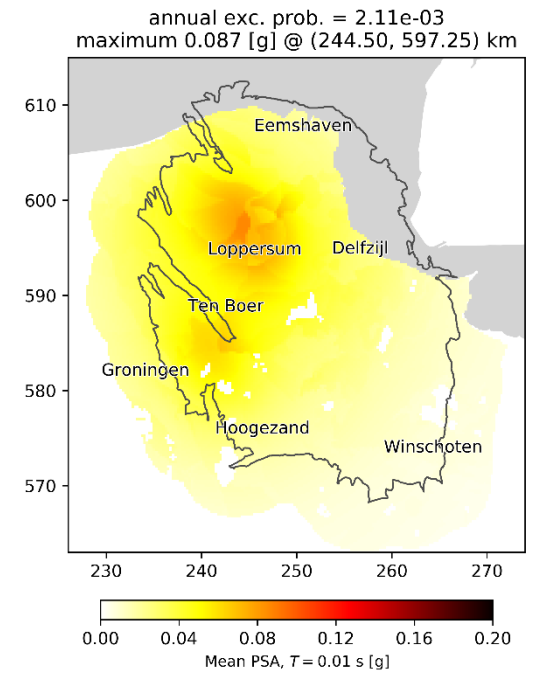 annual exc. prob. = 2.11e-03
maximum 0.087 [g] @ (244.50, 597.25) km
610
Eemshaven
600
Loppersum
Delfzijl
590
Ten Boer
Groningen
580
Hoogezand
Winschoten
570
230 240 250 260 270
0.00 0.04 0.08 0.12 0.16 0.20
Mean PSA, T = 0.01 s [g]